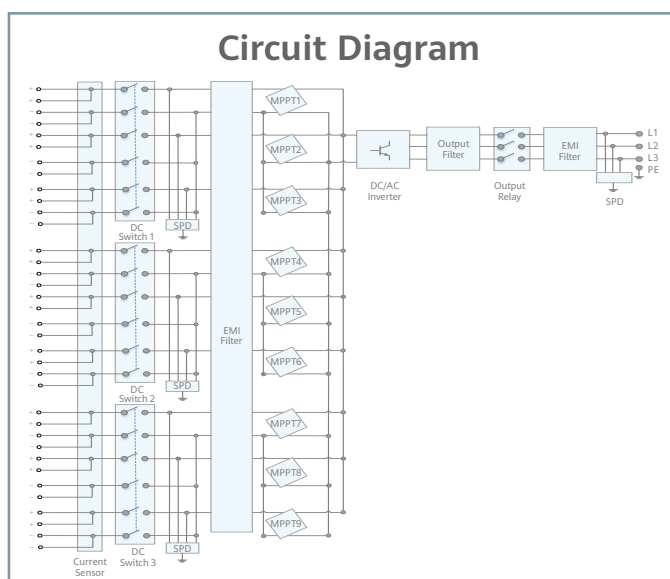 Circuit Diagram
+
+
−
−
+
+
−
−
+
+
−
−
DC
Switch 1
SPD
MPPT1
MPPT2
MPPT3
+
+
−
−
+
+
−
−
+
+
−
−
DC
Switch 2
SPD
EMI
Filter
MPPT4
MPPT5
MPPT6
+
+
−
−
+
+
−
−
+
+
−
−
Current
Sensor
DC
Switch 3
SPD
MPPT7
MPPT8
MPPT9
DC/AC
Inverter
Output
Filter
Output
Relay
EMI
Filter
SPD
L1
L2
L3
PE